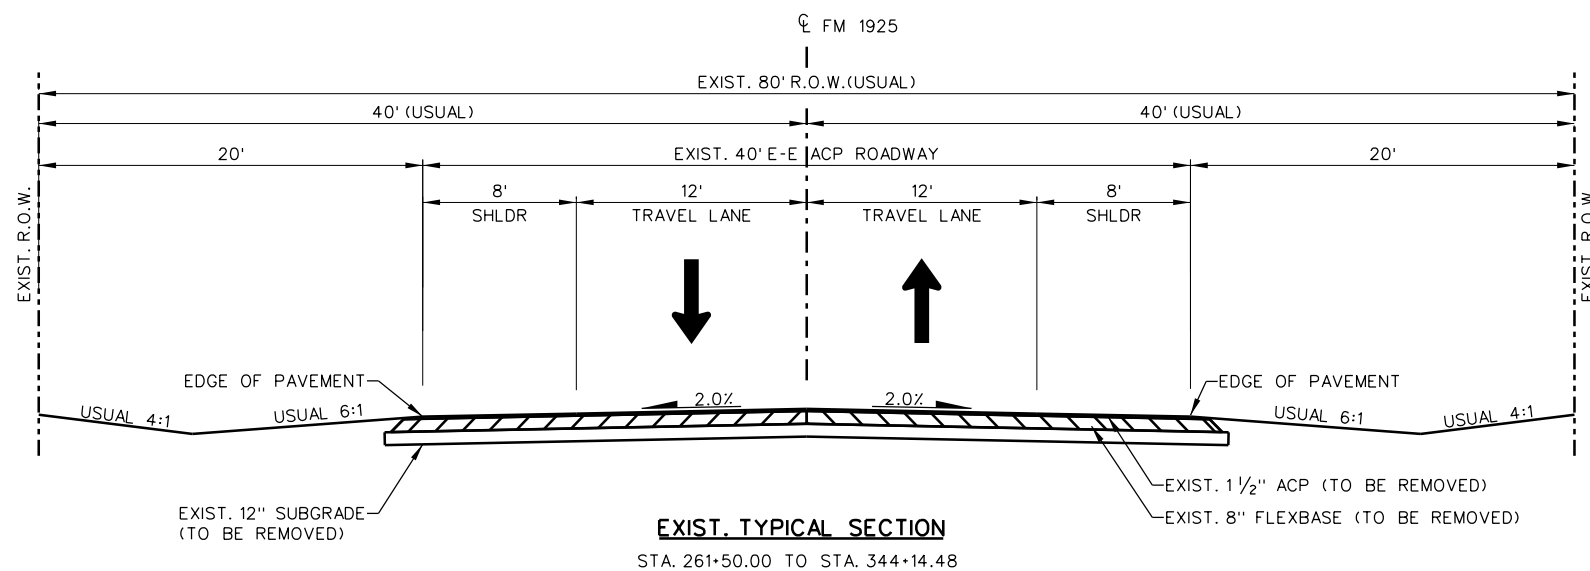 ℄ FM 1925
EXIST. 80' R.O.W.(USUAL)
40' (USUAL)
40' (USUAL)
20'
EXIST. 40' E-E ACP ROADWAY
20'
8'
12'
12'
8'
SHLDR
TRAVEL LANE
TRAVEL LANE
SHLDR
EXIST. R.O.W.
EXIST. R.O.W.
EDGE OF PAVEMENT
2.0%
2.0%
EDGE OF PAVEMENT
USUAL 4:1
USUAL 6:1
USUAL 6:1
USUAL 4:1
EXIST. 12" SUBGRADE
(TO BE REMOVED)
EXIST. 1 1/2" ACP (TO BE REMOVED)
EXIST. 8" FLEXBASE (TO BE REMOVED)
EXIST. TYPICAL SECTION
STA. 261+50.00 TO STA. 344+14.48